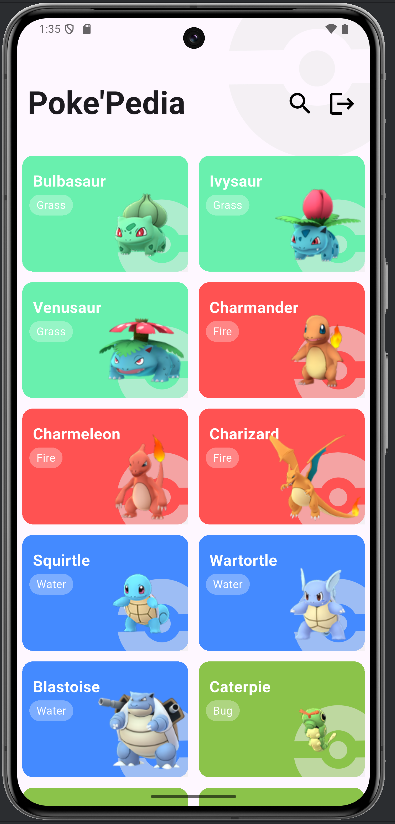 1:35
Poke'Pedia
Bulbasaur
Grass
Ivysaur
Grass
Venusaur
Grass
Charmander
Fire
Charmeleon
Fire
Charizard
Fire
Squirtle
Water
Wartortle
Water
Blastoise
Water
Caterpie
Bug